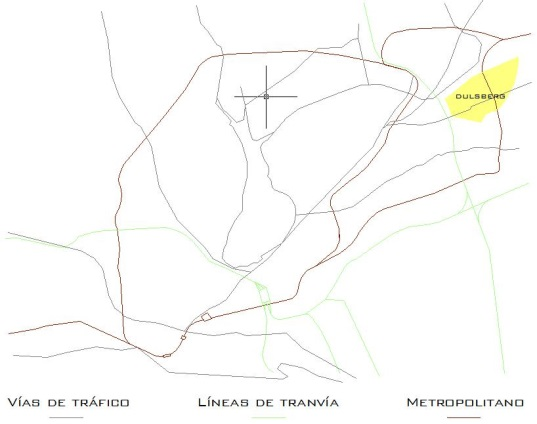 DULSBERG
VÍAS DE TRÁFICO LÍNEAS DE TRANVÍA METROPOLITANO